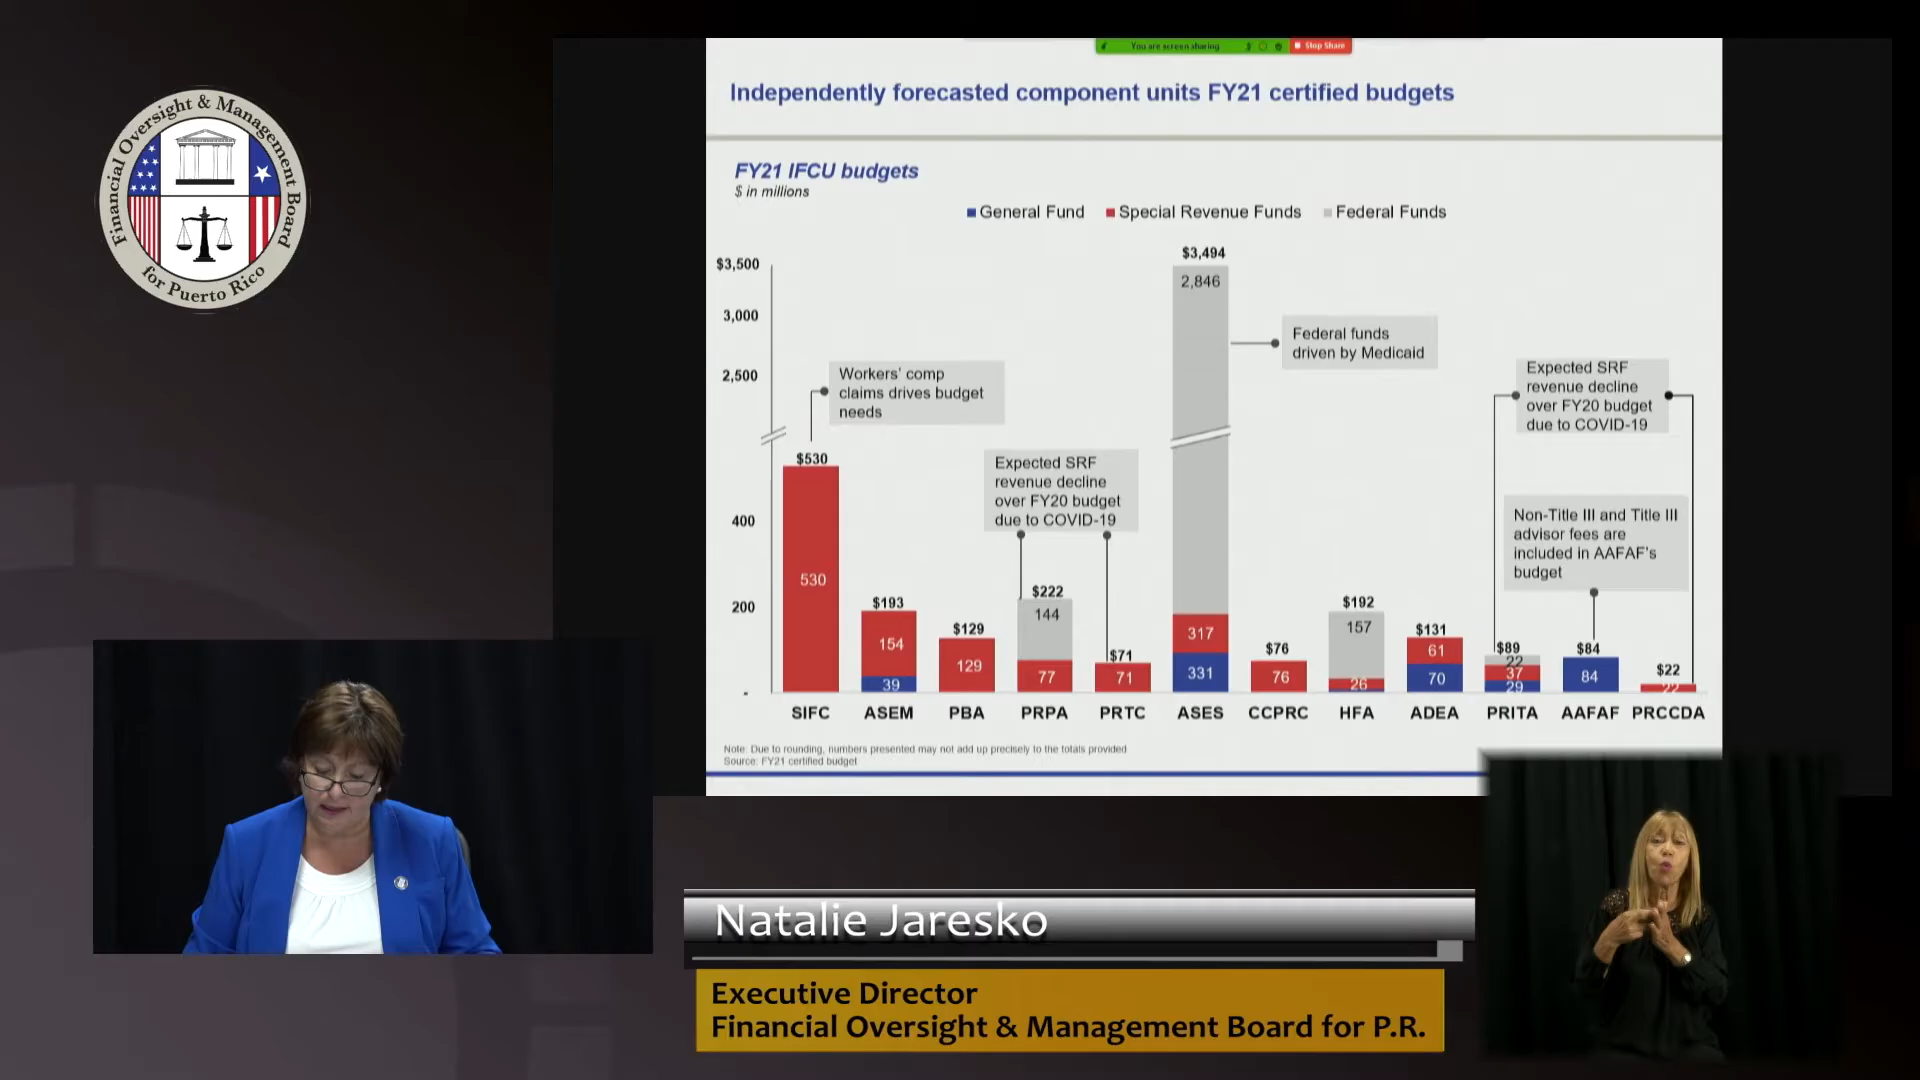 Financial Oversight & Management Board
for Puerto Rico
You are screen sharing
Stop Share
Independently forecasted component units FY21 certified budgets
FY21 IFCU budgets
$ in millions
General Fund Special Revenue Funds Federal Funds
$3,500
3,000
2,500
400
200
-
Workers' comp
claims drives budget
needs
Expected SRF
revenue decline
over FY20 budget
due to COVID-19
Federal funds
driven by Medicaid
Expected SRF
revenue decline
over FY20 budget
due to COVID-19
Non-Title III and Title III
advisor fees are
included in AAFAF's
budget
$530
530
$193
154
39
$129
129
$222
144
77
$71
71
$3,494
2,846
317
331
$76
76
$192
157
26
$131
61
70
$89
22
37
29
$84
84
$22
22
SIFC ASEM PBA PRPA PRTC ASES CCPRC HFA ADEA PRITA AAFAF PRCCDA
Note: Due to rounding, numbers presented may not add up precisely to the totals provided
Source: FY21 certified budget
Natalie Jaresko
Executive Director
Financial Oversight & Management Board for P.R.